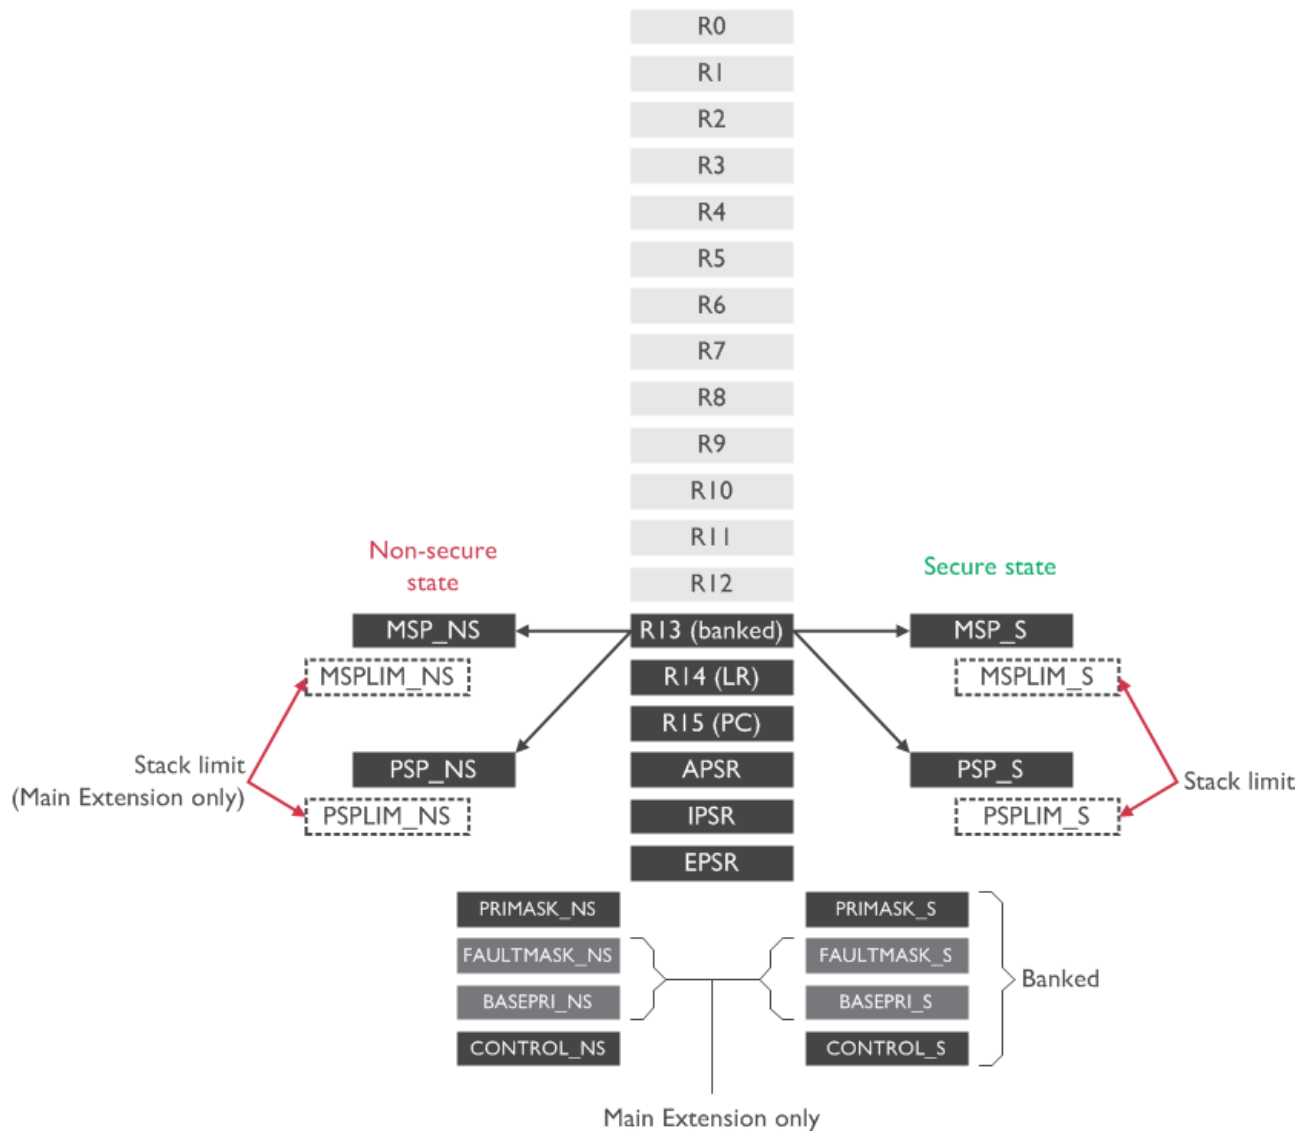 R0
R1
R2
R3
R4
R5
R6
R7
R8
R9
R10
R11
R12
Non-secure
state
Secure state
MSP_NS
R13 (banked)
MSP_S
MSPLIM_NS
R14 (LR)
MSPLIM_S
R15 (PC)
Stack limit
(Main Extension only)
PSP_NS
APSR
PSP_S
Stack limit
PSPLIM_NS
IPSR
PSPLIM_S
EPSR
PRIMASK_NS
PRIMASK_S
FAULTMASK_NS
FAULTMASK_S
Banked
BASEPRI_NS
BASEPRI_S
CONTROL_NS
CONTROL_S
Main Extension only